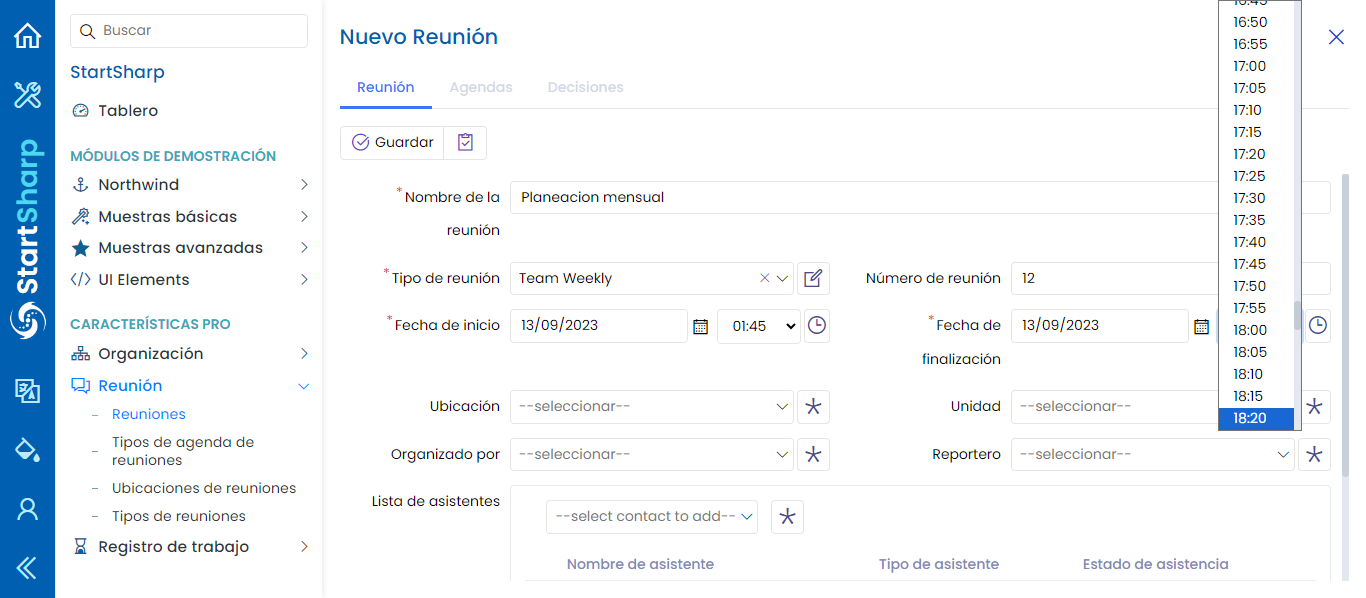 Buscar
StartSharp
Tablero
MÓDULOS DE DEMOSTRACIÓN
Northwind
Muestras básicas
Muestras avanzadas
UI Elements
CARACTERÍSTICAS PRO
Organización
Reunión
Reuniones
Tipos de agenda de
reuniones
Ubicaciones de reuniones
Tipos de reuniones
Registro de trabajo
StartSharp
Nuevo Reunión
Reunión
Agendas
Decisiones
Guardar
*Nombre de la
reunión
Planeacion mensual
*Tipo de reunión
Team Weekly
Número de reunión
12
*Fecha de inicio
13/09/2023
01:45
*Fecha de
finalización
13/09/2023
Ubicación
--seleccionar--
Unidad
--seleccionar--
Organizado por
--seleccionar--
Reportero
--seleccionar--
Lista de asistentes
--select contact to add--
Nombre de asistente
Tipo de asistente
Estado de asistencia
16:45
16:50
16:55
17:00
17:05
17:10
17:15
17:20
17:25
17:30
17:35
17:40
17:45
17:50
17:55
18:00
18:05
18:10
18:15
18:20